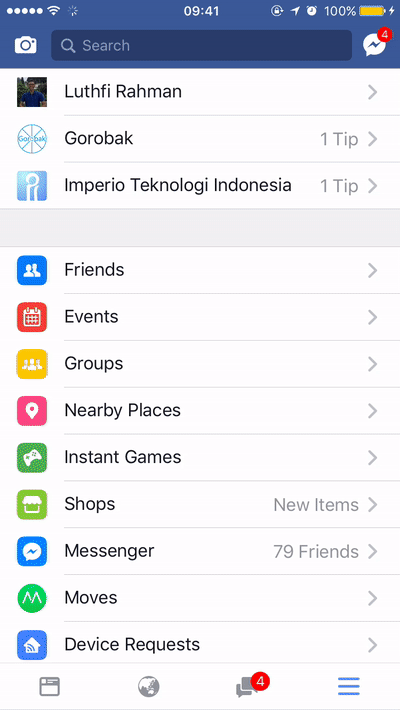 09:41 100%
Search 4
Luthfi Rahman
Gorobak
Gorobak 1 Tip
Imperio Teknologi Indonesia 1 Tip
Friends
Events
Groups
Nearby Places
Instant Games
Shops New Items
Messenger 79 Friends
Moves
Device Requests
4